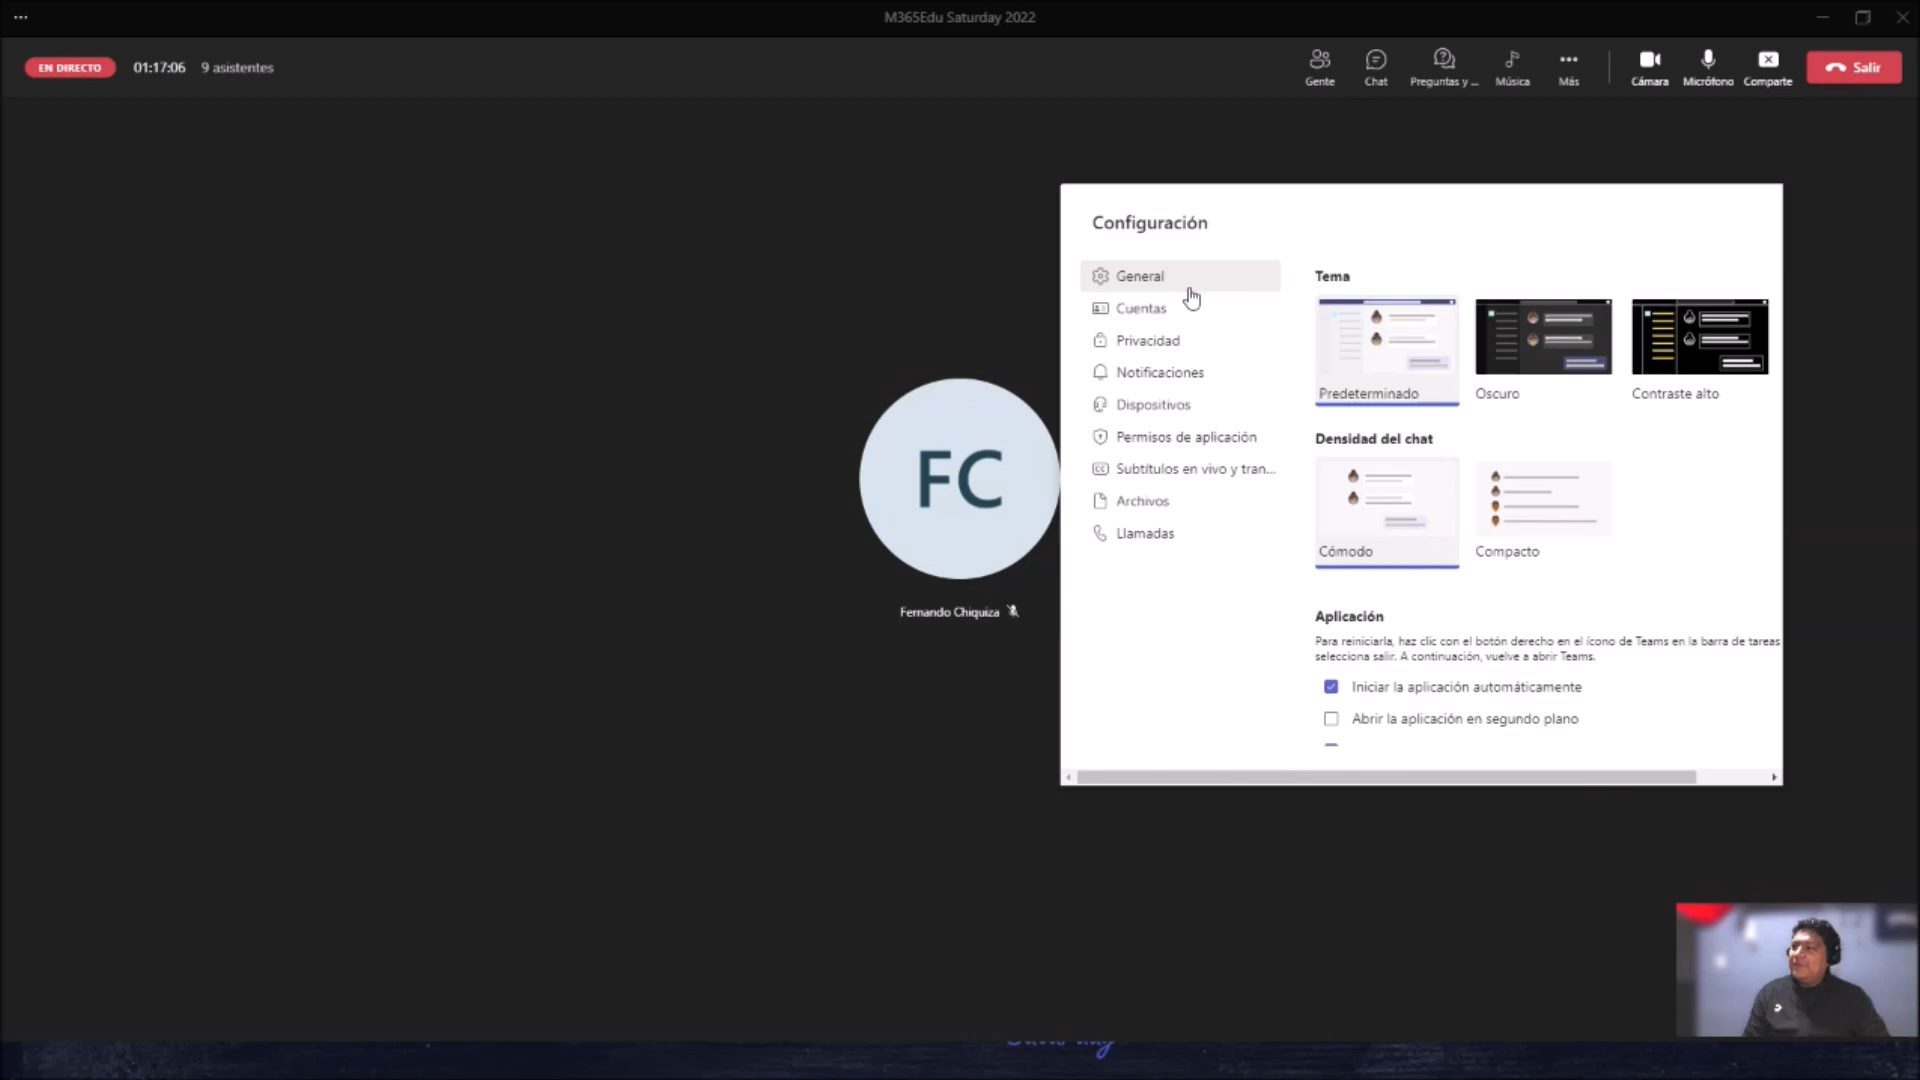 M365Edu Saturday 2022
EN DIRECTO
01:17:06
9 asistentes
Gente
Chat
Preguntas y ...
Música
Más
Cámara
Micrófono
Comparte
Salir
Configuración
General
Cuentas
Privacidad
Notificaciones
Dispositivos
Permisos de aplicación
Subtítulos en vivo y tran...
Archivos
Llamadas
Tema
Predeterminado
Oscuro
Contraste alto
Densidad del chat
Cómodo
Compacto
Aplicación
Para reiniciarla, haz clic con el botón derecho en el ícono de Teams en la barra de tareas
selecciona salir. A continuación, vuelve a abrir Teams.
Iniciar la aplicación automáticamente
Abrir la aplicación en segundo plano
FC
Fernando Chiquiza